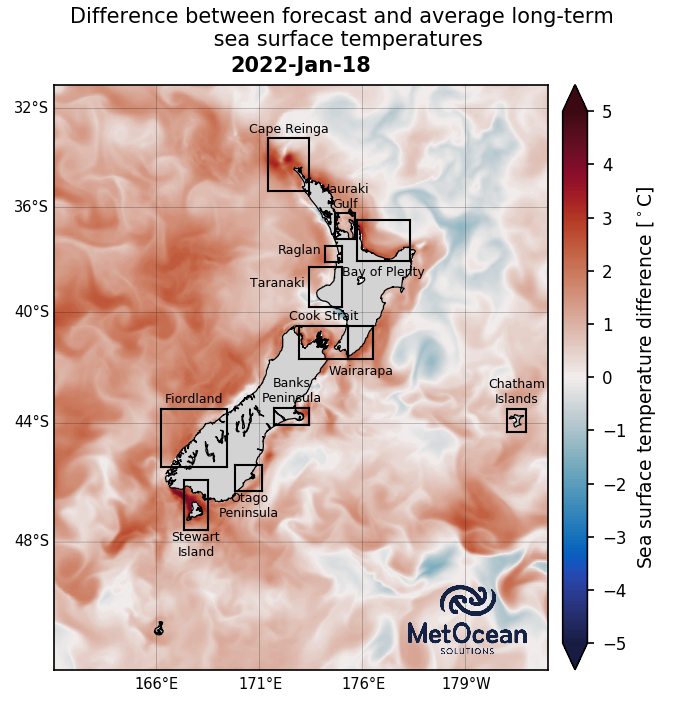 Difference between forecast and average long-term
sea surface temperatures
2022-Jan-18
32°S
36°S
40°S
44°S
48°S
Cape Reinga
Hauraki
Gulf
Raglan
Bay of Plenty
Taranaki
Cook Strait
Wairarapa
Banks
Peninsula
Fiordland
Chatham
Islands
Otago
Peninsula
Stewart
Island
MetOcean
SOLUTIONS
166°E
171°E
176°E
179°W
5
4
3
2
1
0
−1
−2
−3
−4
−5
Sea surface temperature difference [°C]